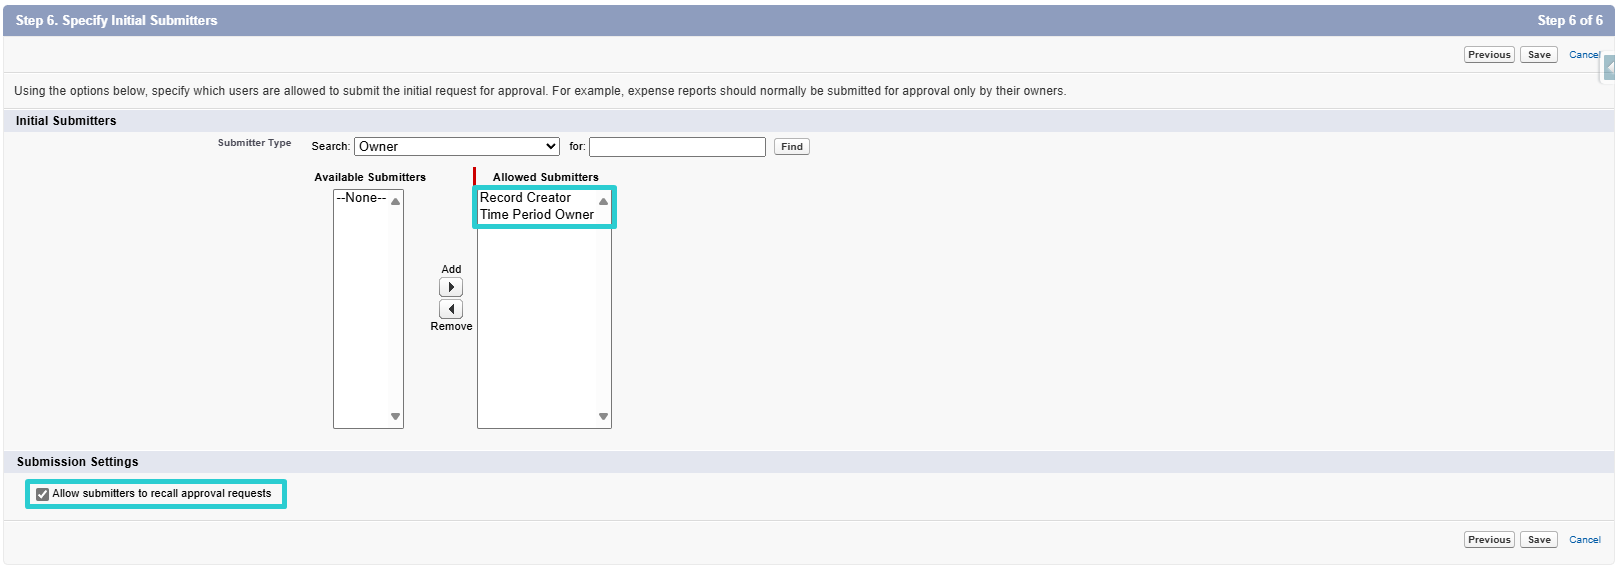 Step 6. Specify Initial Submitters Step 6 of 6
Previous Save Cancel
Using the options below, specify which users are allowed to submit the initial request for approval. For example, expense reports should normally be submitted for approval only by their owners.
Initial Submitters
Submitter Type Search: Owner for: Find
Available Submitters Allowed Submitters
--None-- Record Creator
Time Period Owner
Add
Remove
Submission Settings
Allow submitters to recall approval requests
Previous Save Cancel